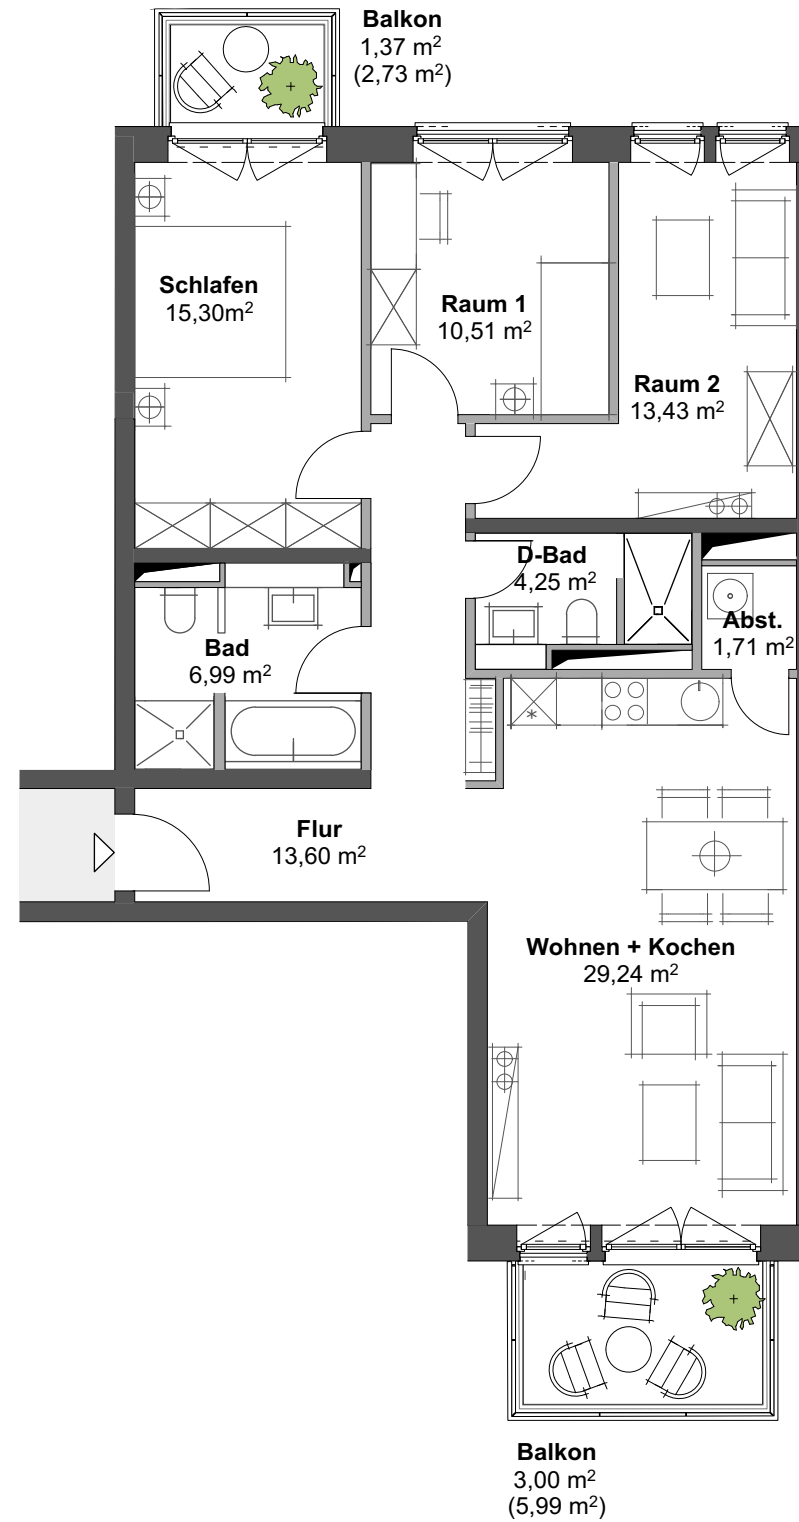 Balkon
1,37 m²
(2,73 m²)
Schlafen
15,30m²
Raum 1
10,51 m²
Raum 2
13,43 m²
D-Bad
4,25 m²
Abst.
1,71 m²
Bad
6,99 m²
Flur
13,60 m²
Wohnen + Kochen
29,24 m²
Balkon
3,00 m²
(5,99 m²)